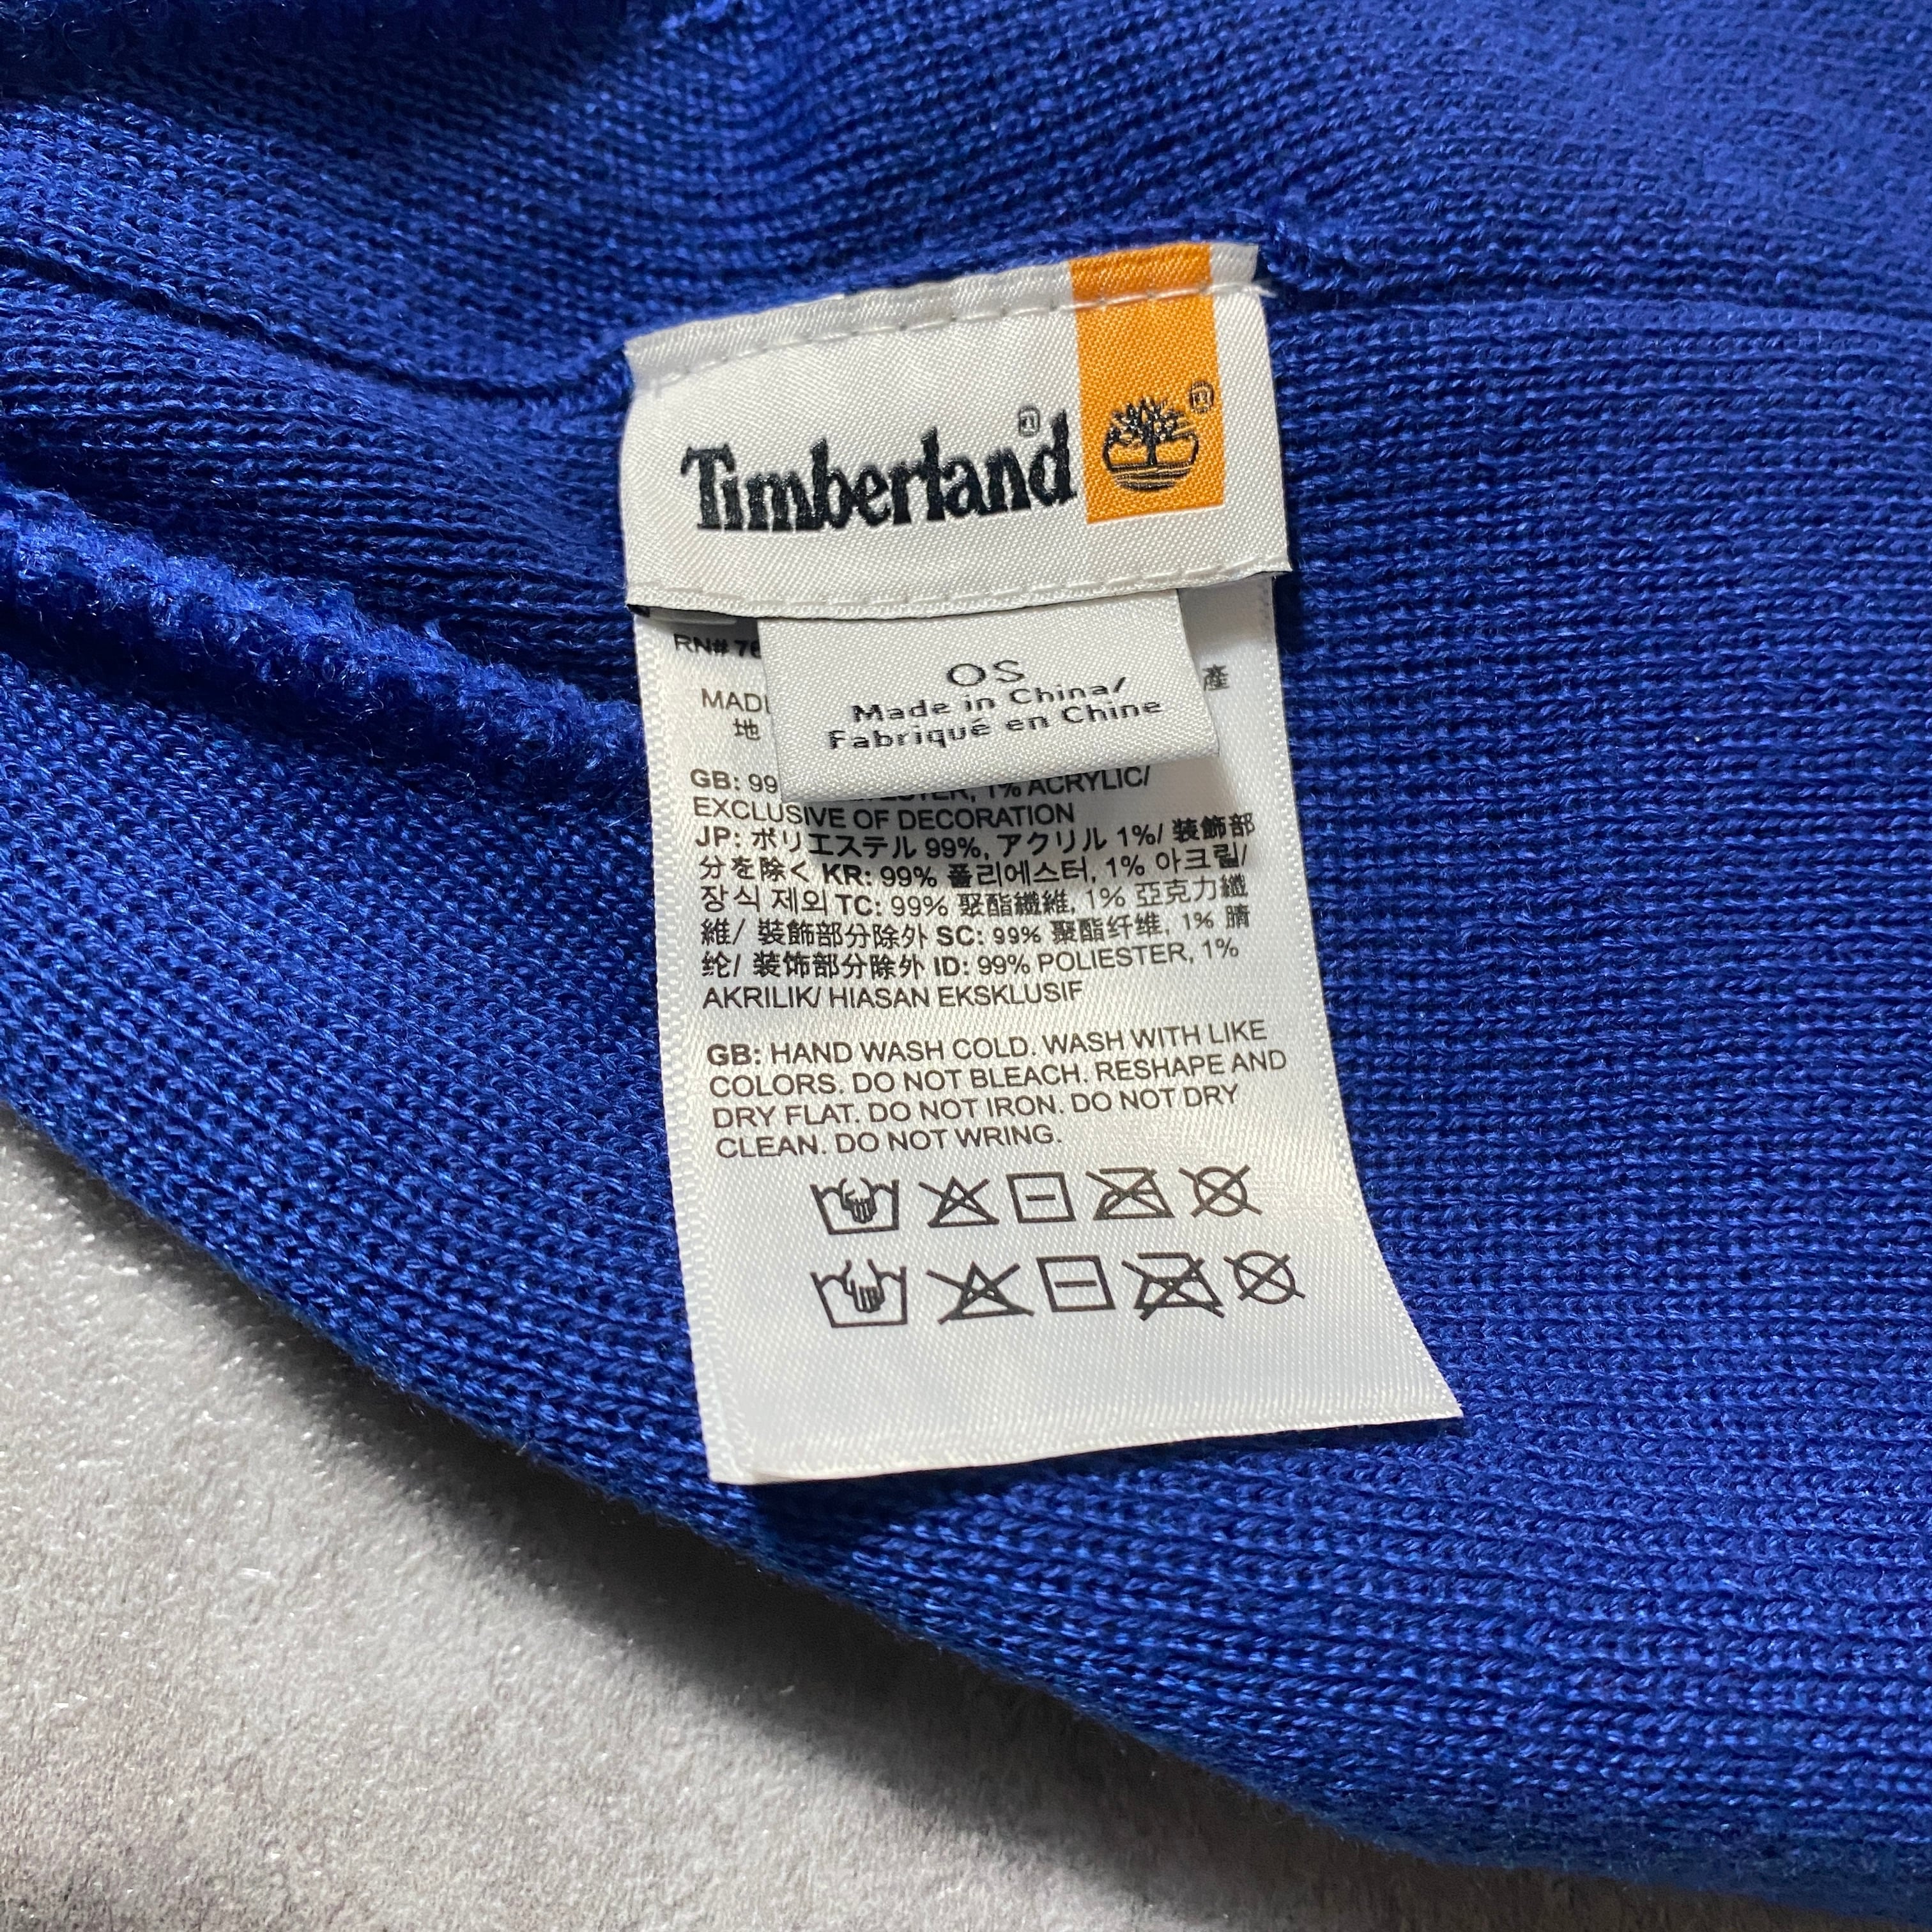 Timberland®
®
OS
Made in China/
Fabriqué en Chine
RN#
產
地
GB: 1% ACRYLIC/
EXCLUSIVE OF DECORATION
JP: ポリエステル 99%, アクリル 1%/ 装飾部
分を除く KR: 99% 폴리에스터, 1% 아크릴/
장식 제외 TC: 99% 聚酯纖維, 1% 亞克力纖
維/ 裝飾部分除外 SC: 99% 聚酯纤维, 1% 腈
纶/ 装饰部分除外 ID: 99% POLIESTER, 1%
AKRILIK/ HIASAN EKSKLUSIF
GB: HAND WASH COLD. WASH WITH LIKE
COLORS. DO NOT BLEACH. RESHAPE AND
DRY FLAT. DO NOT IRON. DO NOT DRY
CLEAN. DO NOT WRING.